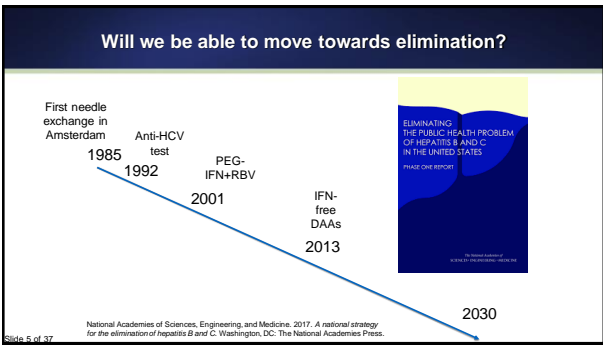 Will we be able to move towards elimination?
First needle
exchange in
Amsterdam
1985
Anti-HCV
test
1992
PEG-
IFN+RBV
2001
IFN-
free
DAAs
2013
2030
ELIMINATING
THE PUBLIC HEALTH PROBLEM
OF HEPATITIS B AND C
IN THE UNITED STATES
PHASE ONE REPORT
The National Academies of
SCIENCES • ENGINEERING • MEDICINE
National Academies of Sciences, Engineering, and Medicine. 2017. A national strategy
for the elimination of hepatitis B and C. Washington, DC: The National Academies Press.
Slide 5 of 37